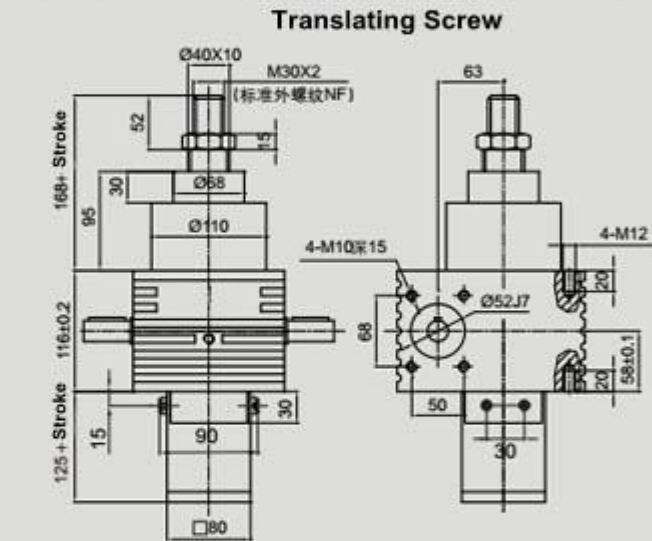 Translating Screw
Ø40X10
M30X2
(标准外螺纹NF)
52
15
168+ Stroke
30
95
Ø68
Ø110
116±0.2
125+Stroke
15
90
30
□80
63
4-M12
4-M10深15
20
Ø52J7
68
58±0.1
20
50
30